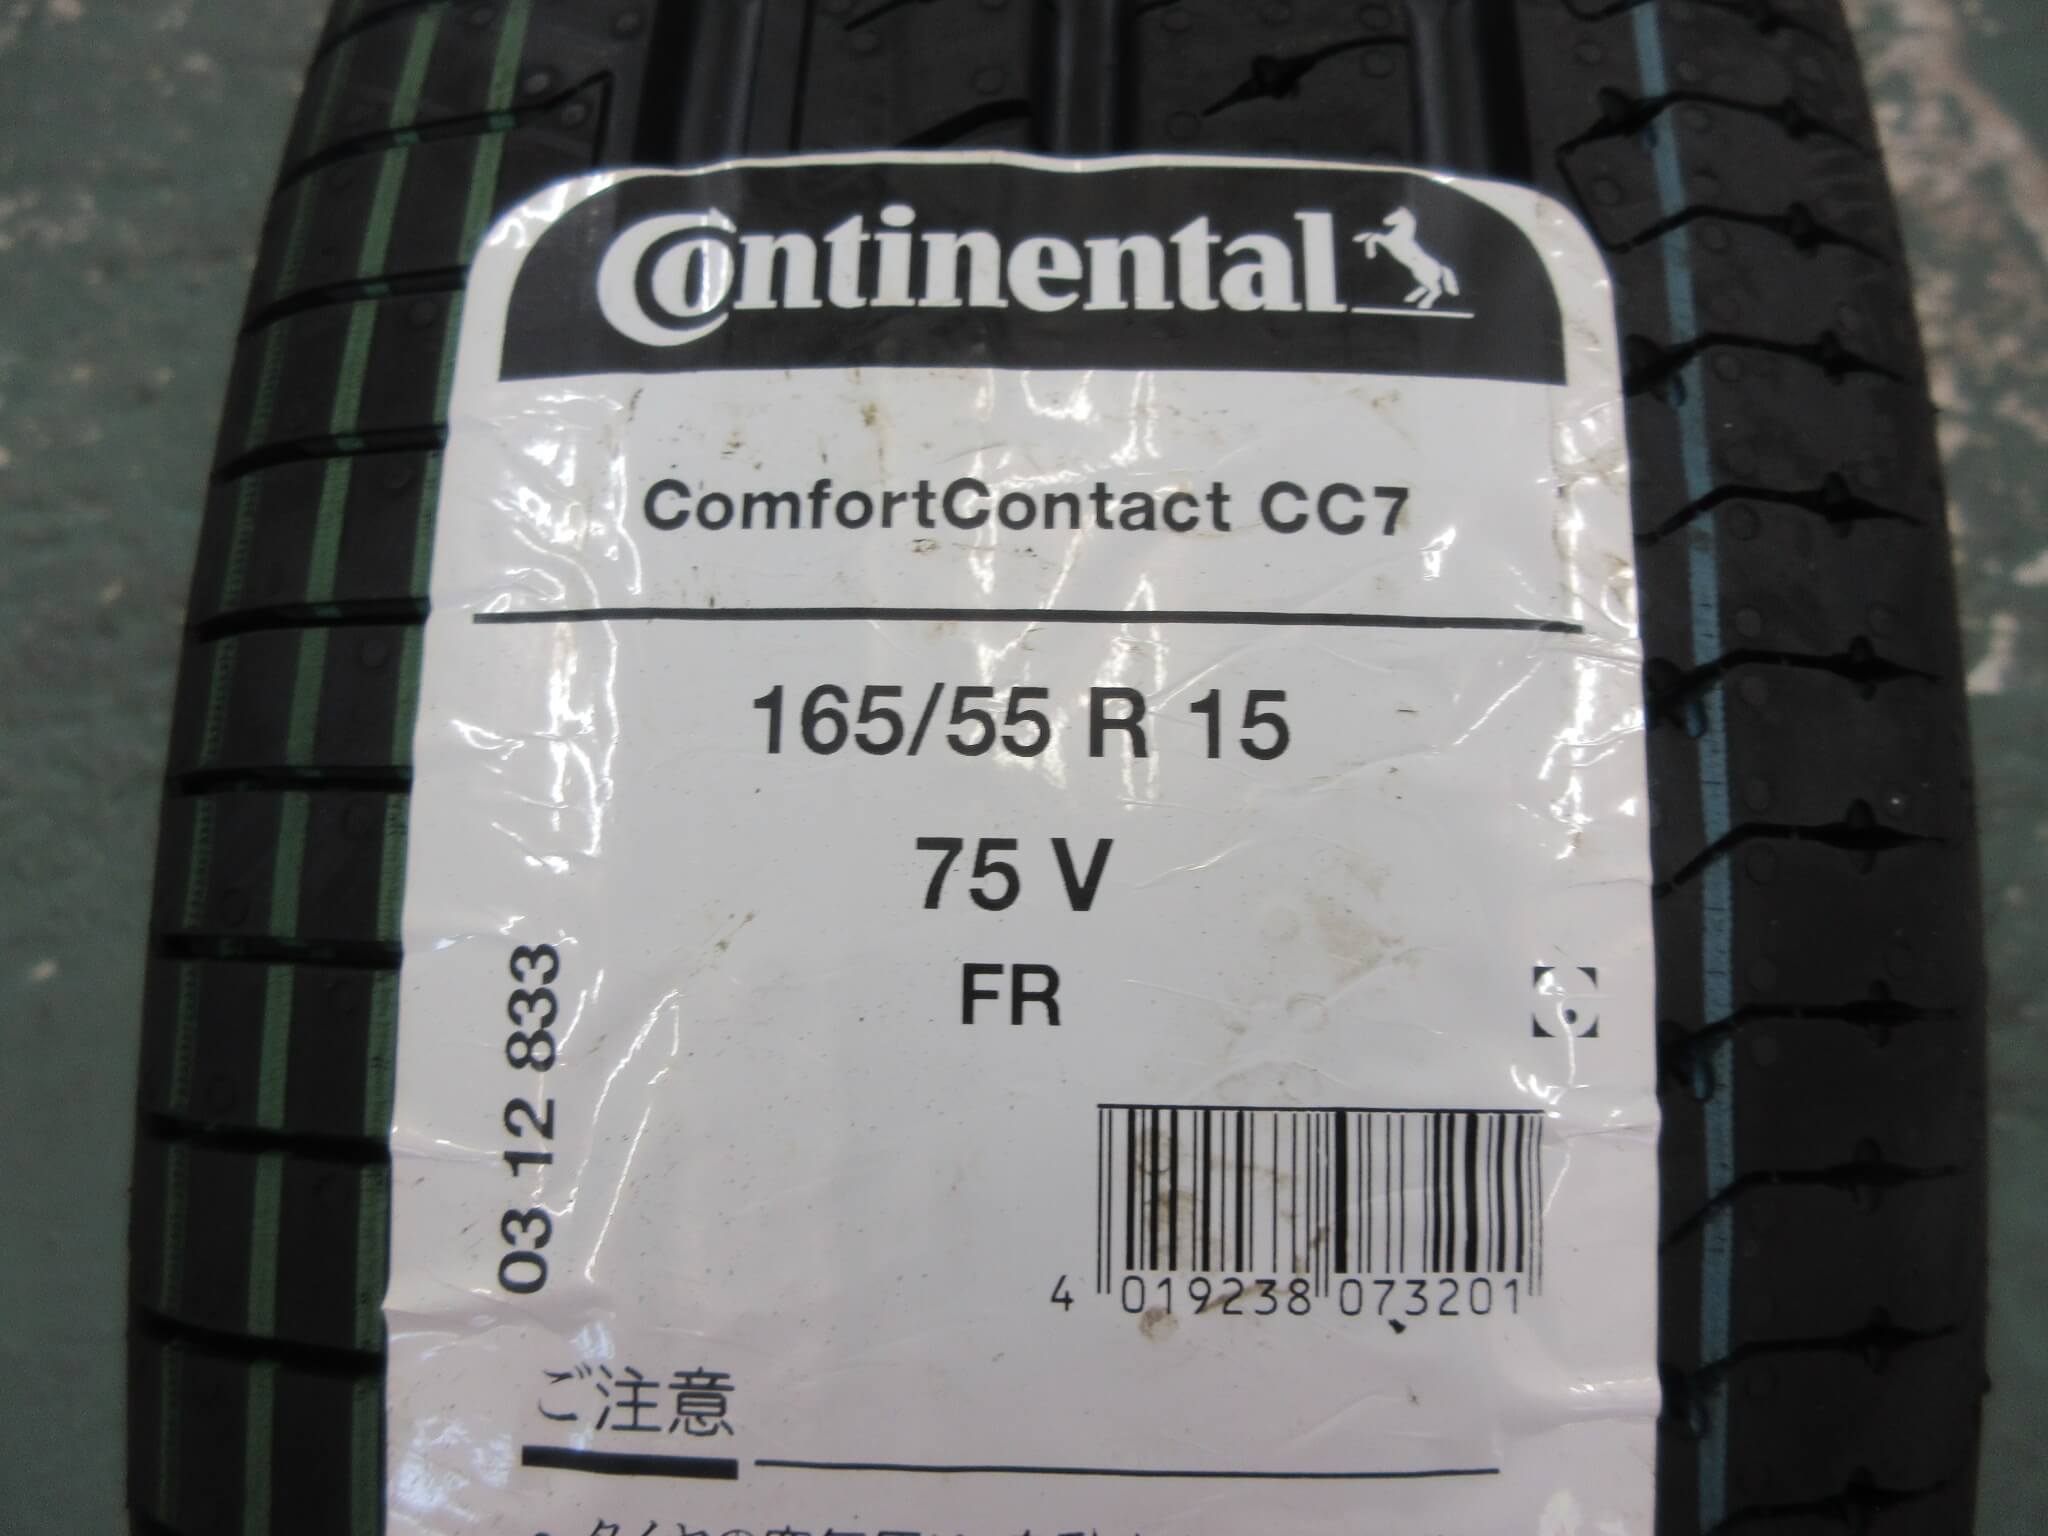 Continental
ComfortContact CC7
165/55 R 15
75 V
FR
03 12 833
4 019238 073201
ご注意